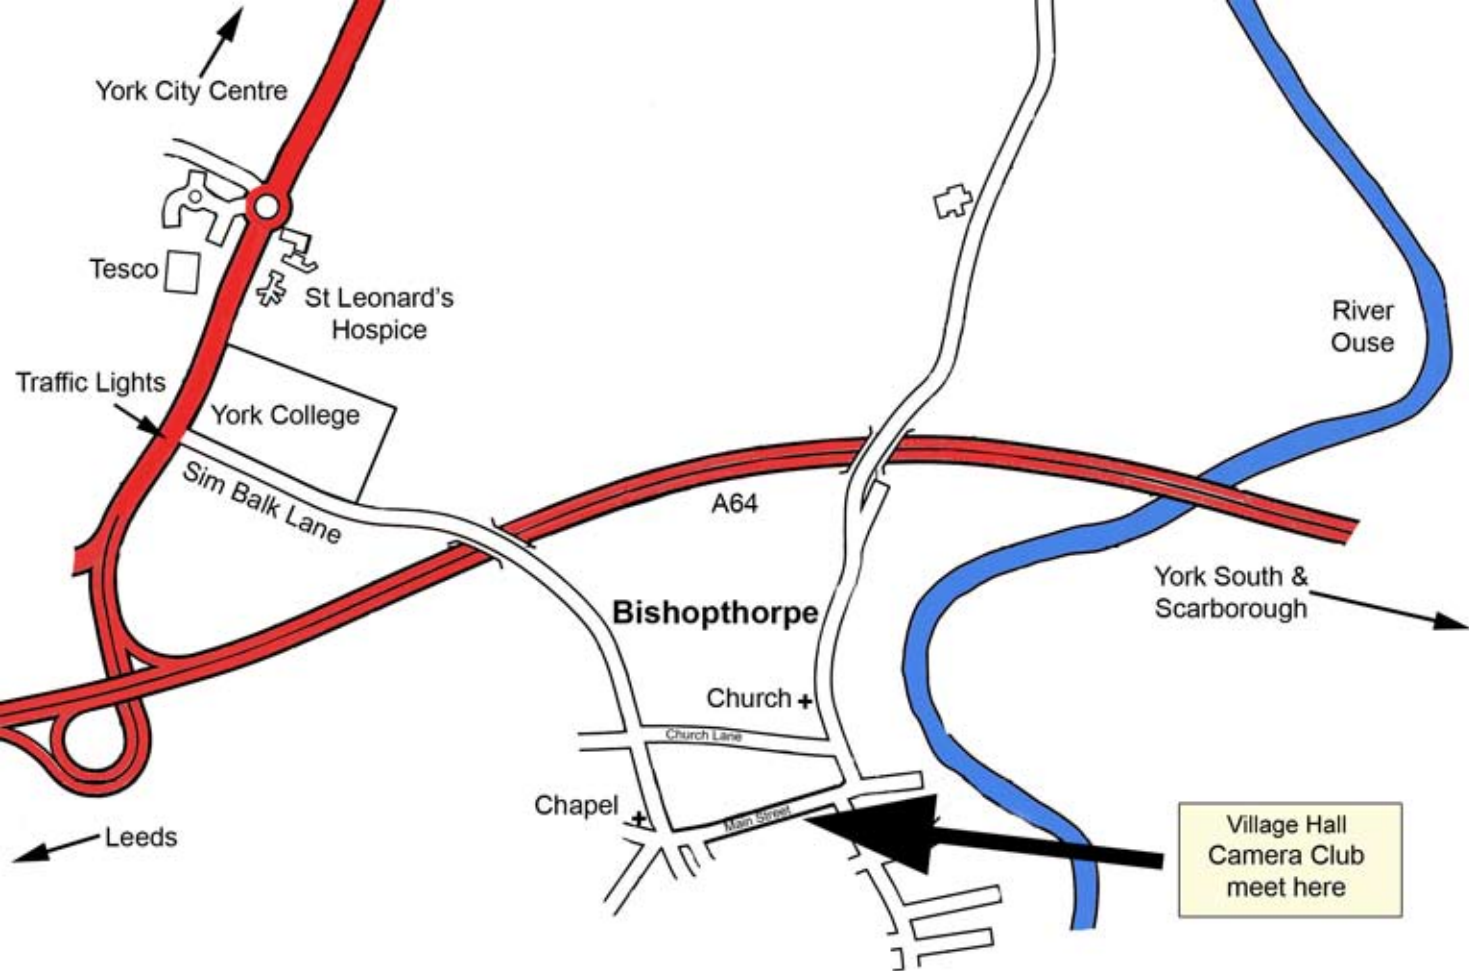 York City Centre
Tesco
St Leonard's
Hospice
River
Ouse
Traffic Lights
York College
Sim Balk Lane
A64
York South &
Scarborough
Bishopthorpe
Church
Church Lane
Chapel
Main Street
Leeds
Village Hall
Camera Club
meet here